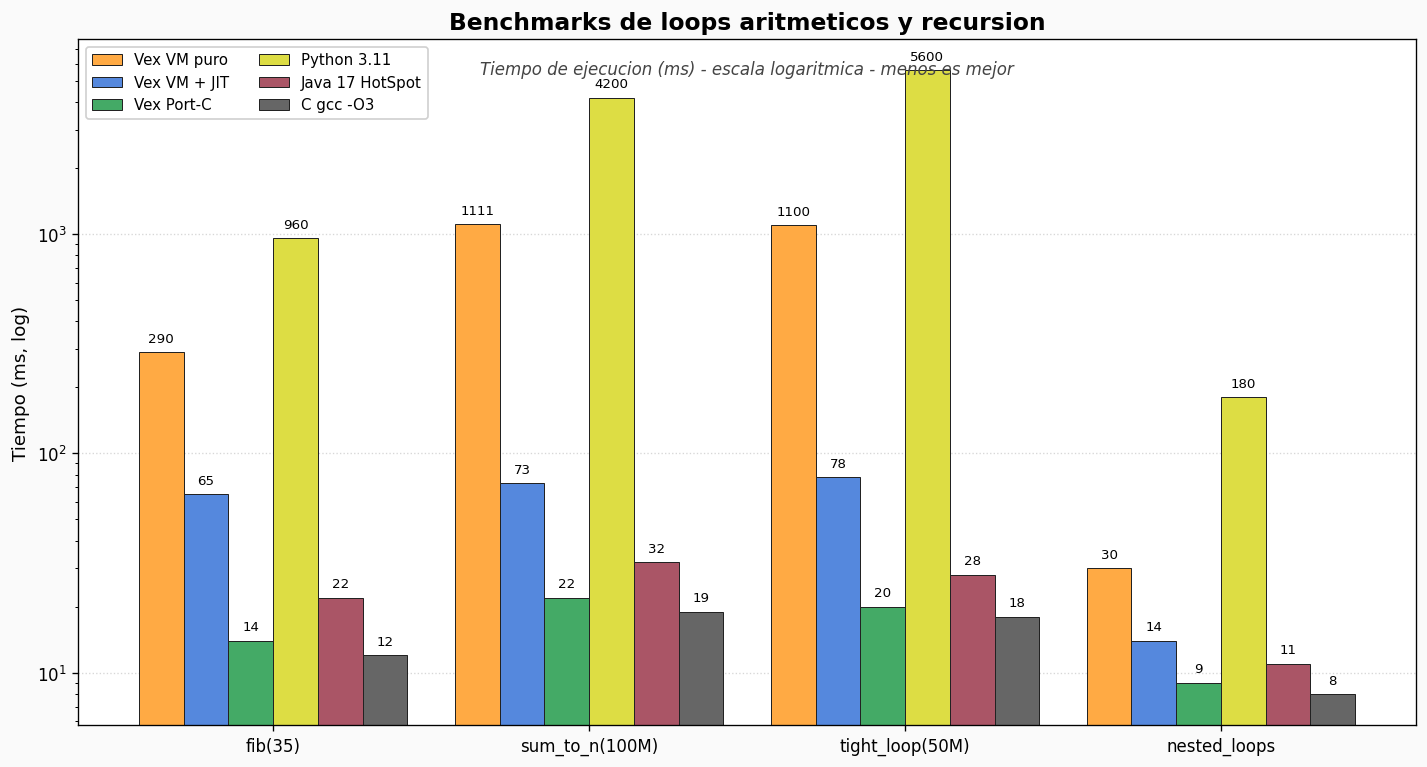 Benchmarks de loops aritmeticos y recursion
Tiempo de ejecucion (ms) - escala logaritmica - menos es mejor
Vex VM puro
Vex VM + JIT
Vex Port-C
Python 3.11
Java 17 HotSpot
C gcc -O3
Tiempo (ms, log)
10³
10²
10¹
290
65
14
960
22
12
1111
73
22
4200
32
19
1100
78
20
5600
28
18
30
14
9
180
11
8
fib(35)
sum_to_n(100M)
tight_loop(50M)
nested_loops